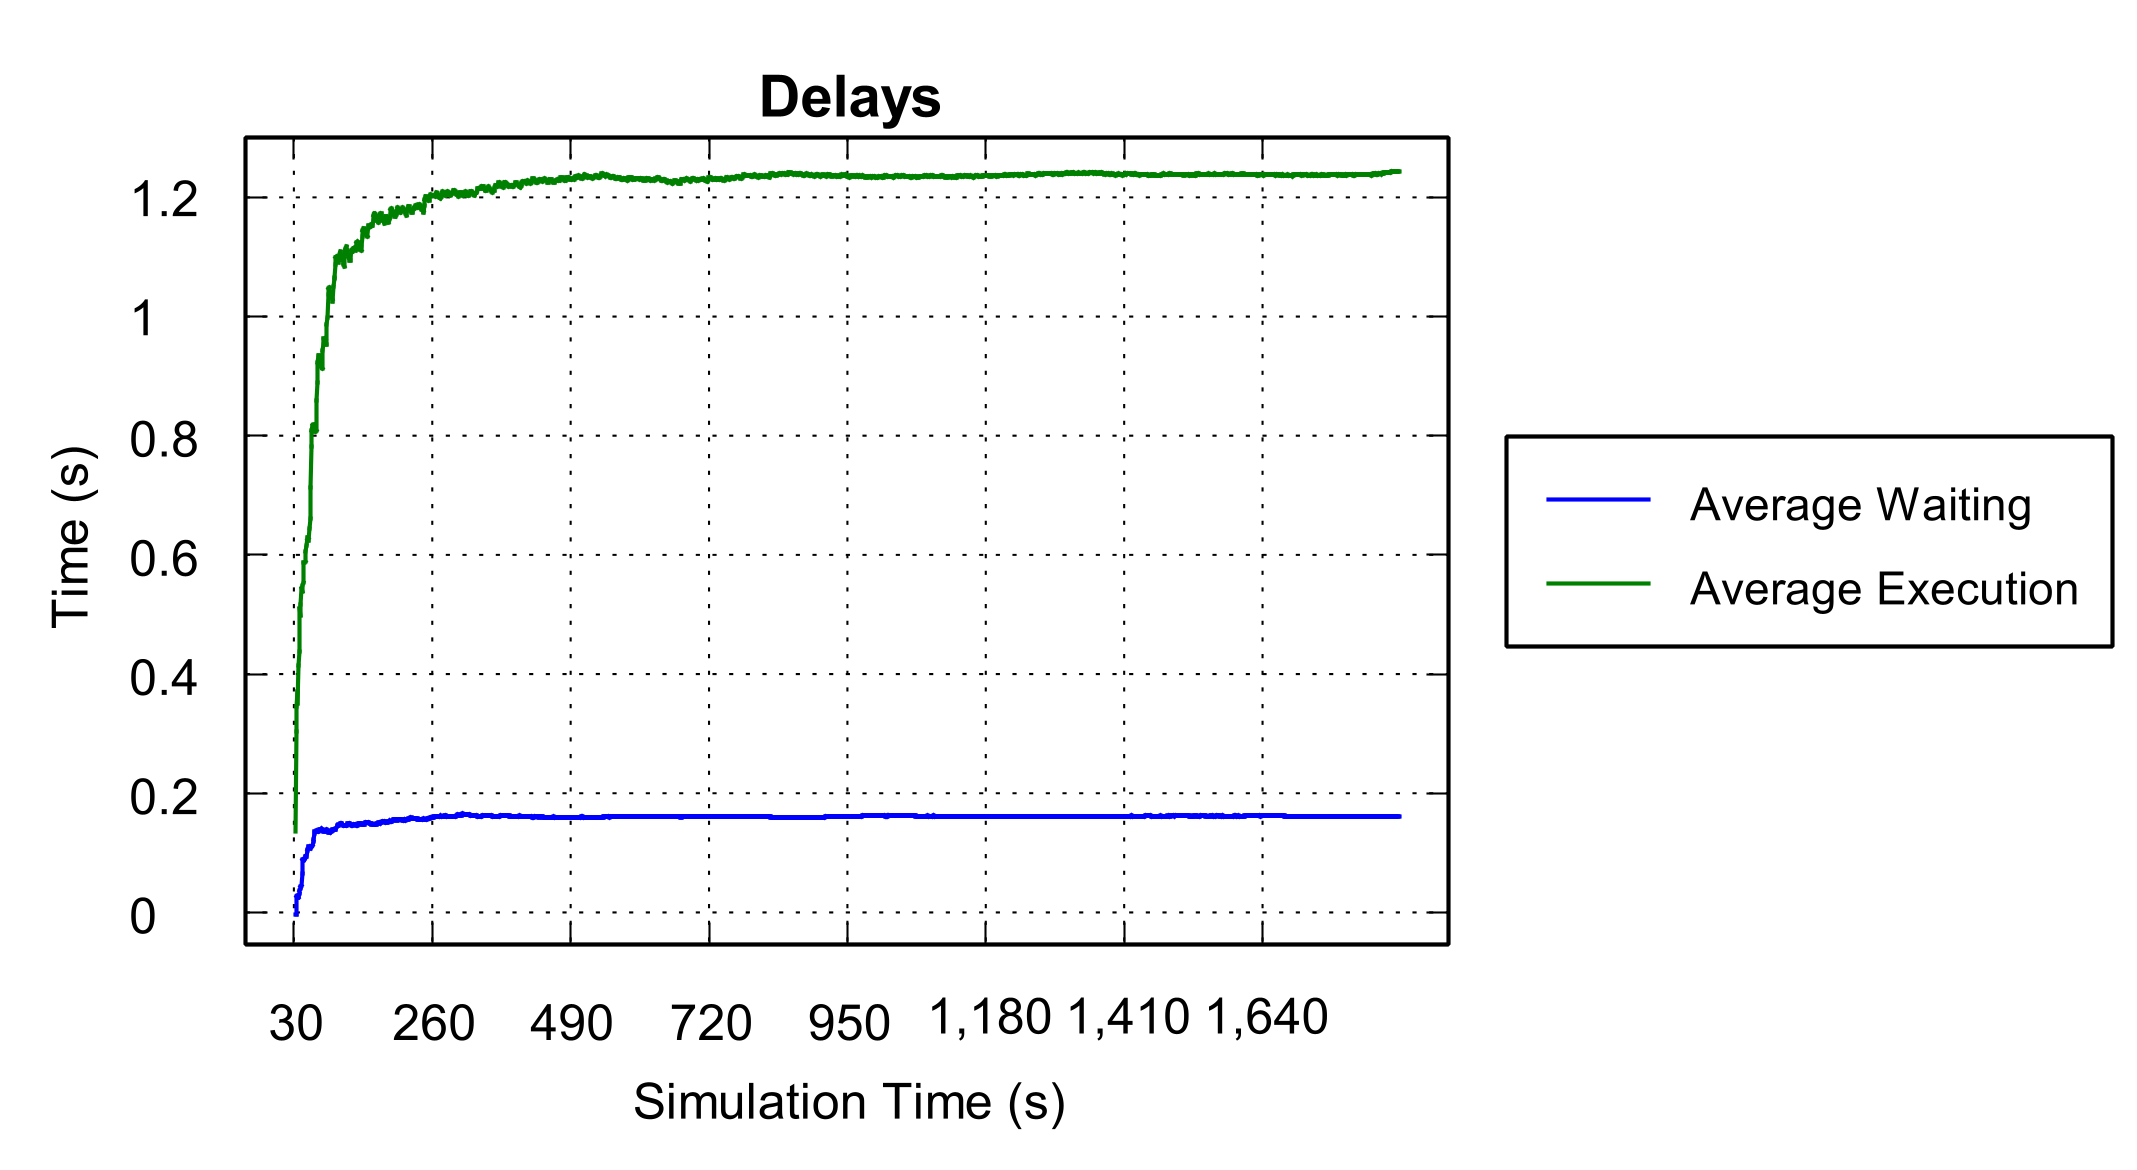 Delays
1.2
1
0.8
0.6
0.4
0.2
0
Time (s)
30 260 490 720 950 1,180 1,410 1,640
Simulation Time (s)
Average Waiting
Average Execution